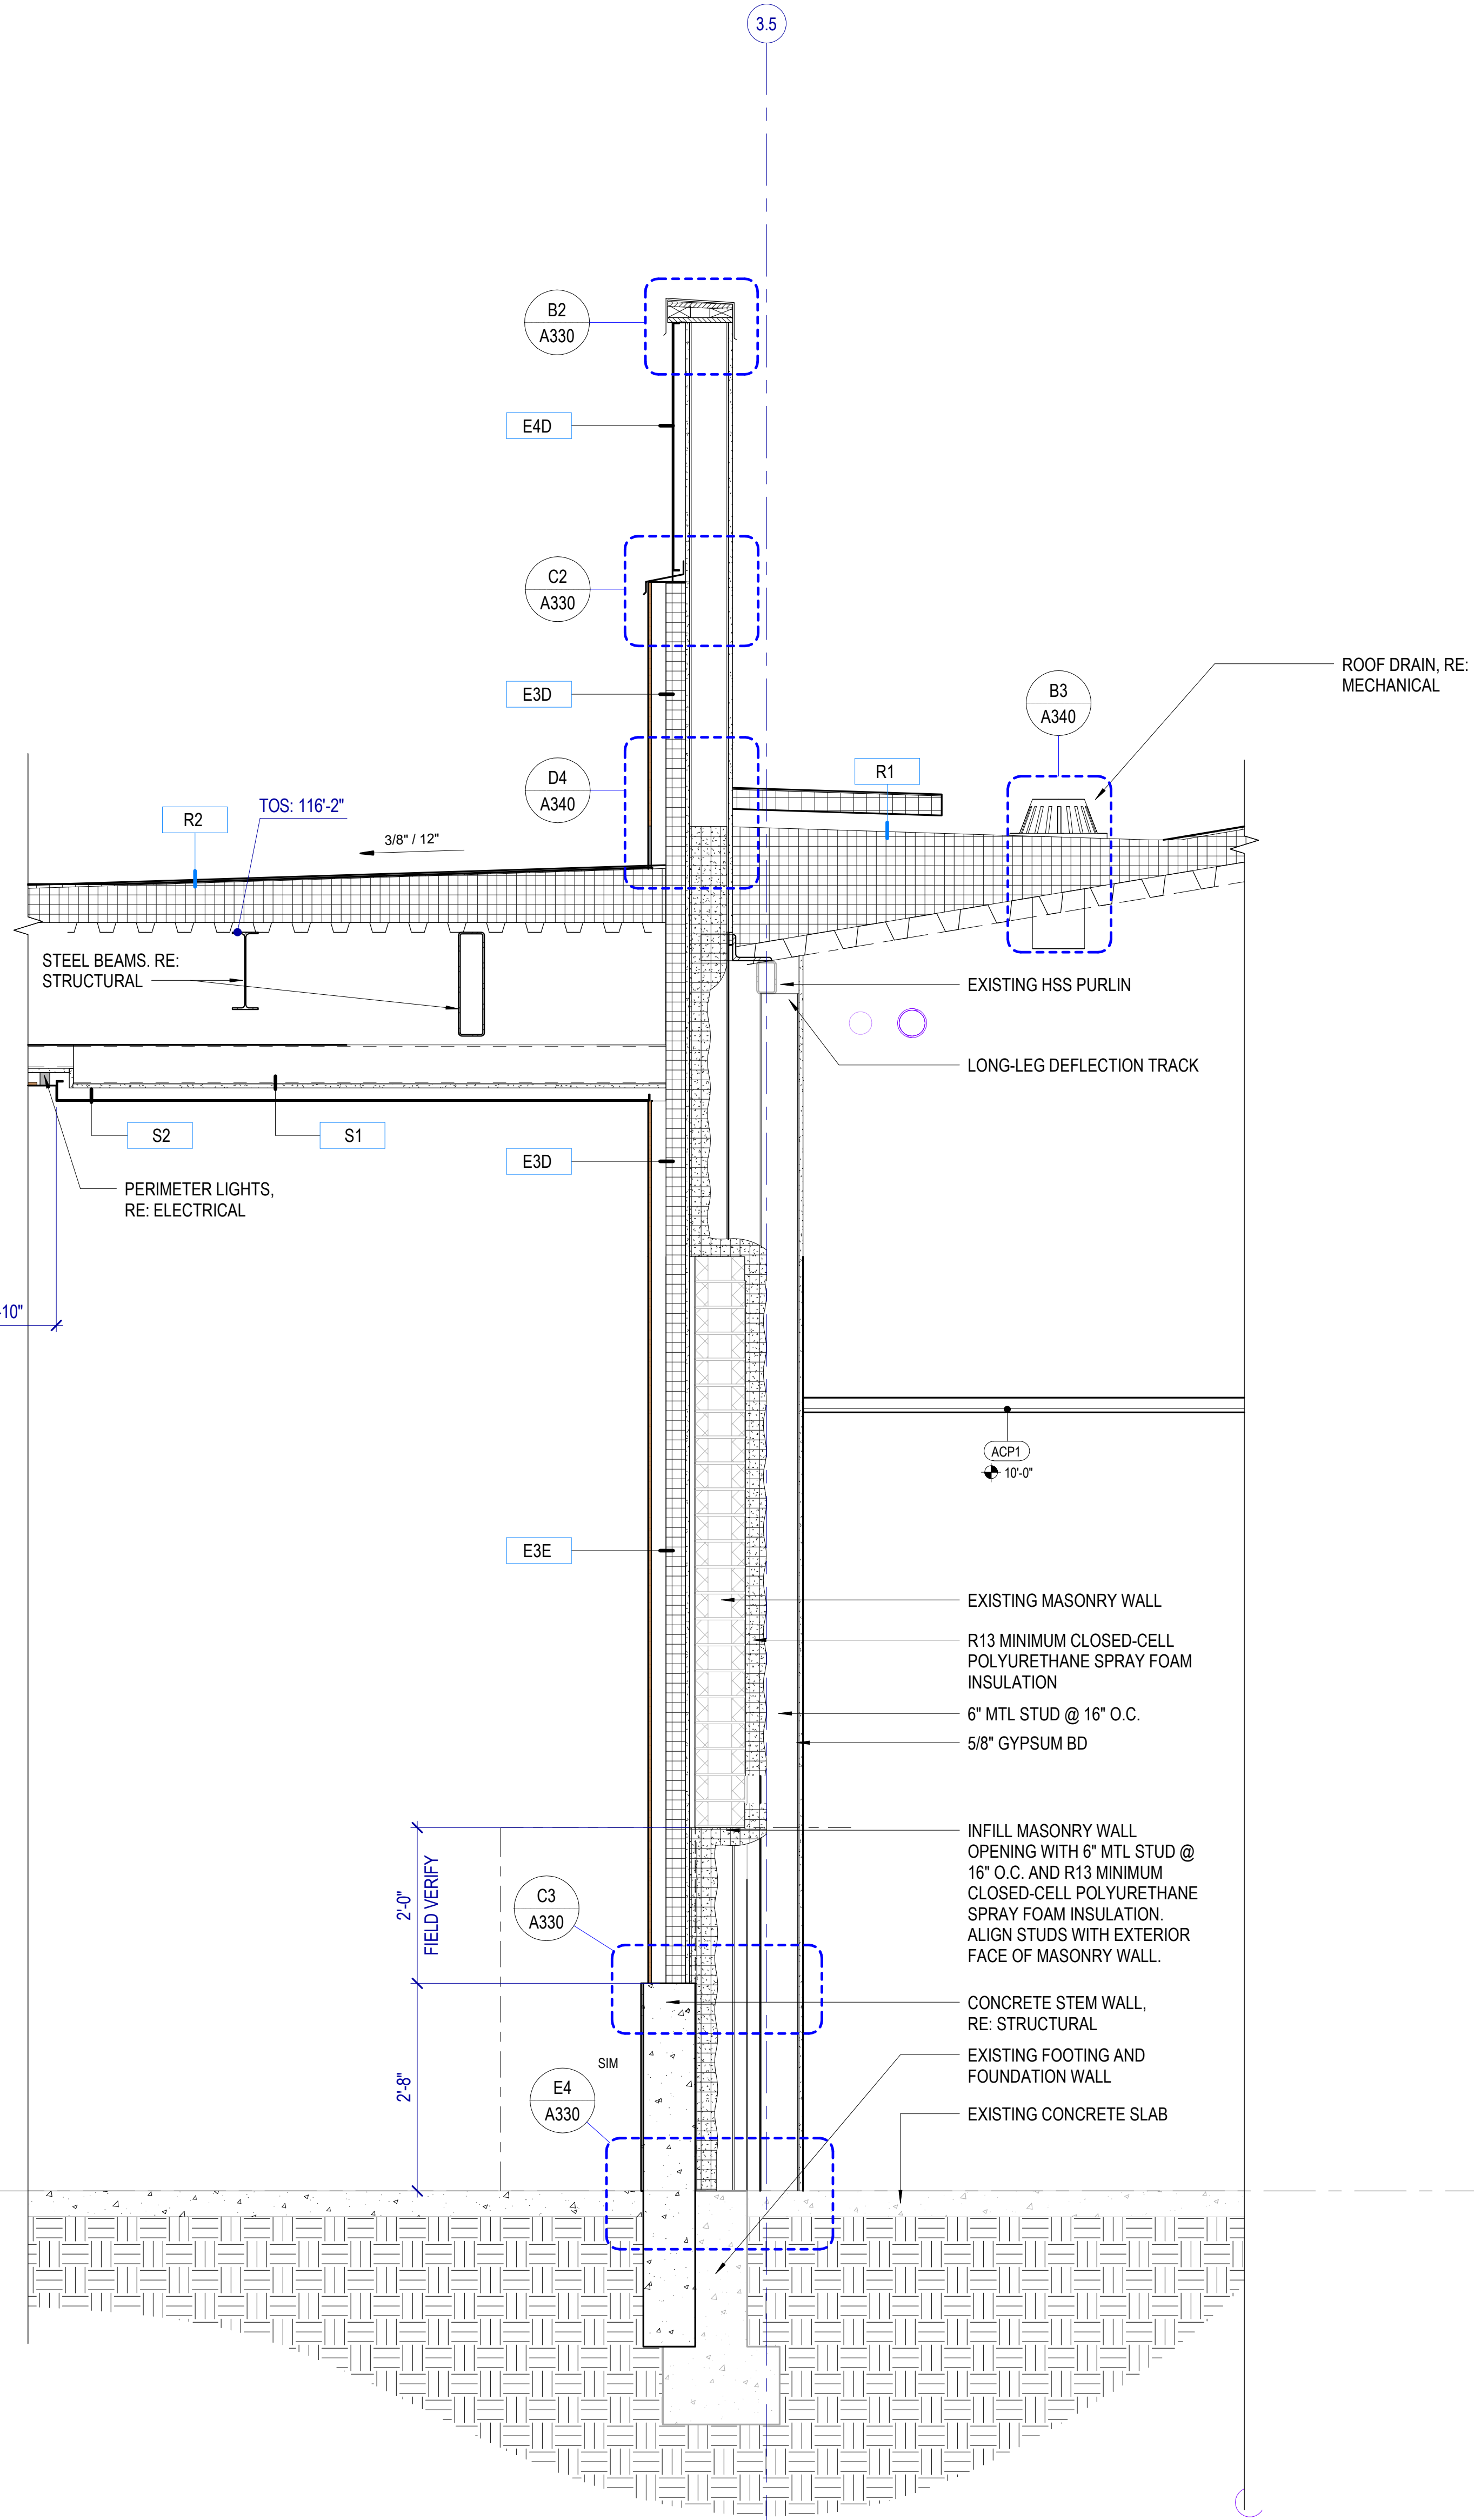 3.5
B2
A330
E4D
C2
A330
E3D
ROOF DRAIN, RE:
MECHANICAL
B3
A340
D4
A340
R1
R2
TOS: 116'-2"
3/8" / 12"
STEEL BEAMS. RE:
STRUCTURAL
EXISTING HSS PURLIN
LONG-LEG DEFLECTION TRACK
S2
S1
E3D
PERIMETER LIGHTS,
RE: ELECTRICAL
-10"
ACP1
10'-0"
E3E
EXISTING MASONRY WALL
R13 MINIMUM CLOSED-CELL
POLYURETHANE SPRAY FOAM
INSULATION
6" MTL STUD @ 16" O.C.
5/8" GYPSUM BD
INFILL MASONRY WALL
OPENING WITH 6" MTL STUD @
16" O.C. AND R13 MINIMUM
CLOSED-CELL POLYURETHANE
SPRAY FOAM INSULATION.
ALIGN STUDS WITH EXTERIOR
FACE OF MASONRY WALL.
2'-0"
FIELD VERIFY
C3
A330
CONCRETE STEM WALL,
RE: STRUCTURAL
2'-8"
SIM
E4
A330
EXISTING FOOTING AND
FOUNDATION WALL
EXISTING CONCRETE SLAB